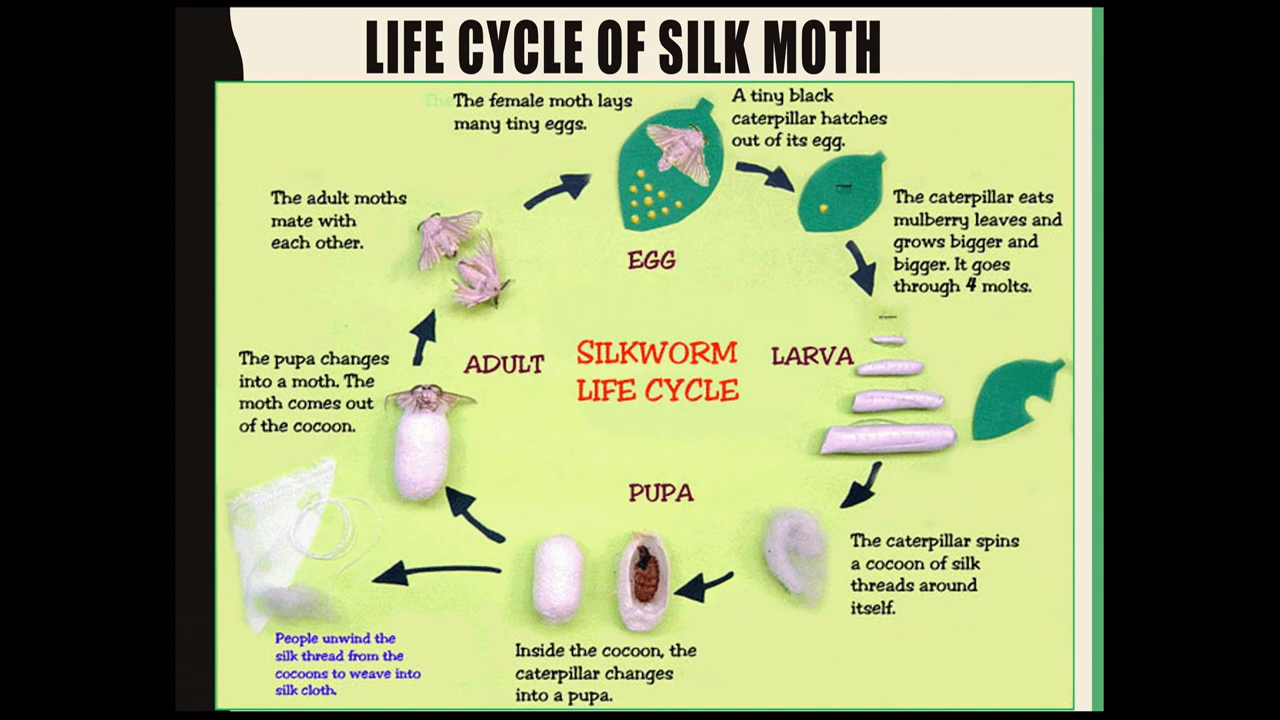 LIFE CYCLE OF SILK MOTH
The female moth lays
many tiny eggs.
A tiny black
caterpillar hatches
out of its egg.
The caterpillar eats
mulberry leaves and
grows bigger and
bigger. It goes
through 4 molts.
The adult moths
mate with
each other.
EGG
SILKWORM
LIFE CYCLE
LARVA
ADULT
The pupa changes
into a moth. The
moth comes out
of the cocoon.
PUPA
The caterpillar spins
a cocoon of silk
threads around
itself.
Inside the cocoon, the
caterpillar changes
into a pupa.
People unwind the
silk thread from the
cocoons to weave into
silk cloth.